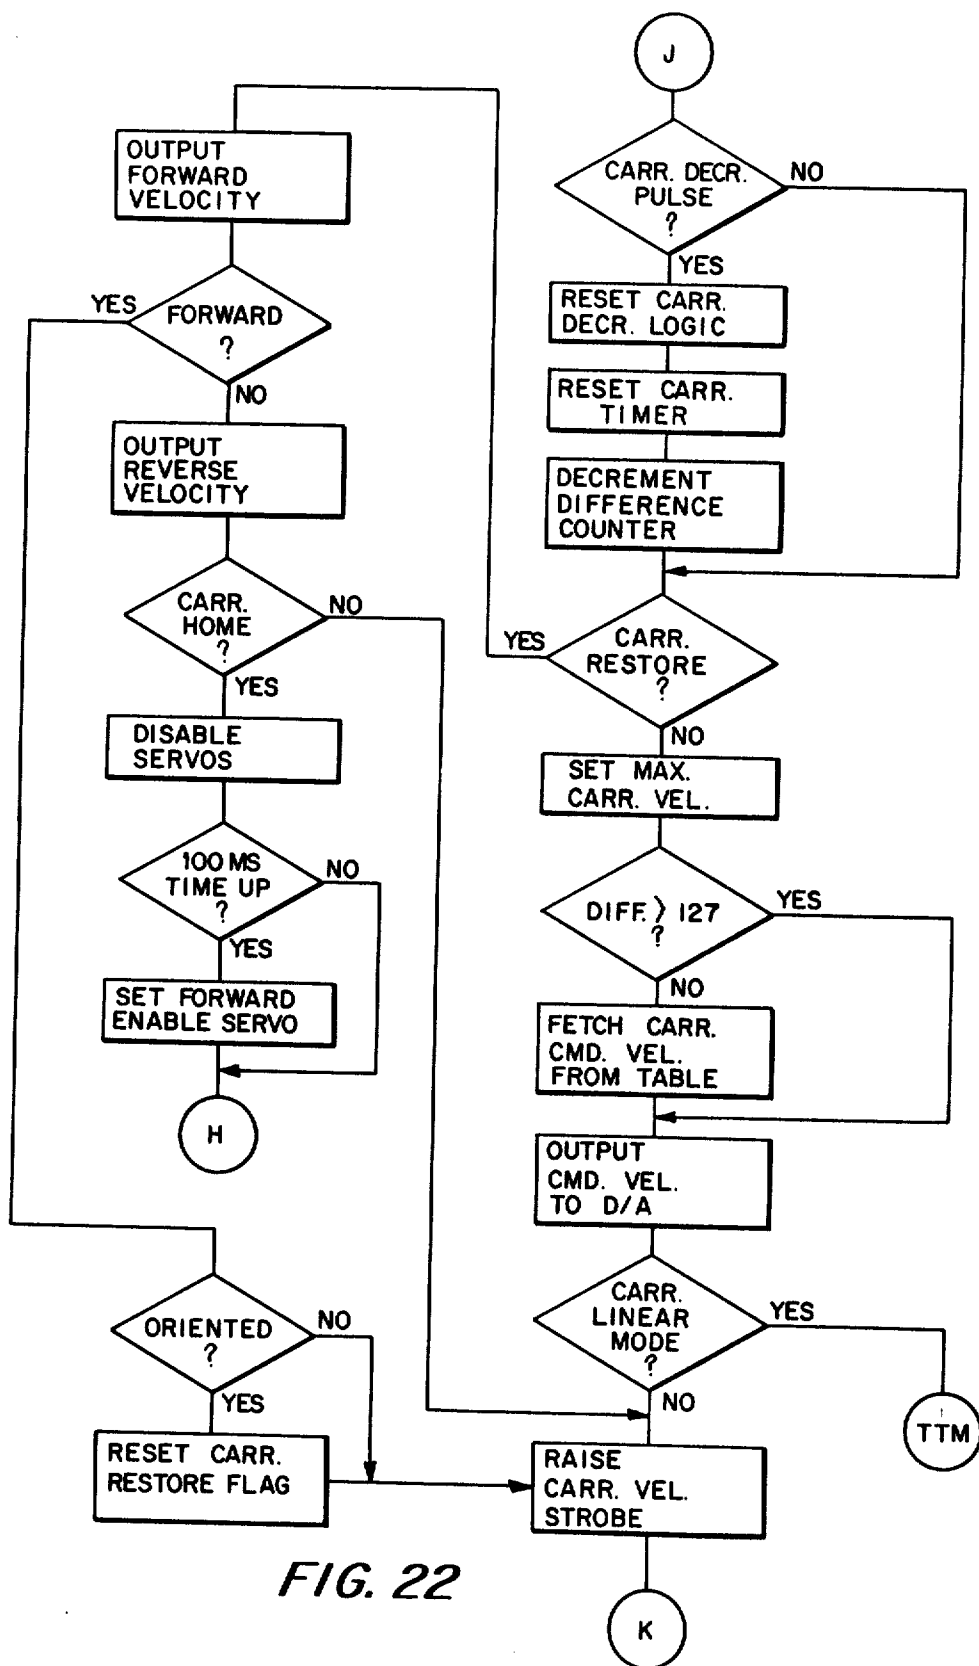 J
CARR. DECR.
PULSE
?
NO
YES
RESET CARR.
DECR. LOGIC
RESET CARR.
TIMER
DECREMENT
DIFFERENCE
COUNTER
CARR.
RESTORE
?
YES
NO
SET MAX.
CARR. VEL.
DIFF. > 127
?
YES
NO
FETCH CARR.
CMD. VEL.
FROM TABLE
OUTPUT
CMD. VEL.
TO D/A
CARR.
LINEAR
MODE
?
YES
NO
TTM
RAISE
CARR. VEL.
STROBE
K
OUTPUT
FORWARD
VELOCITY
YES
FORWARD
?
NO
OUTPUT
REVERSE
VELOCITY
CARR.
HOME
?
NO
YES
DISABLE
SERVOS
100 MS
TIME UP
?
NO
YES
SET FORWARD
ENABLE SERVO
H
ORIENTED
?
NO
YES
RESET CARR.
RESTORE FLAG
FIG. 22